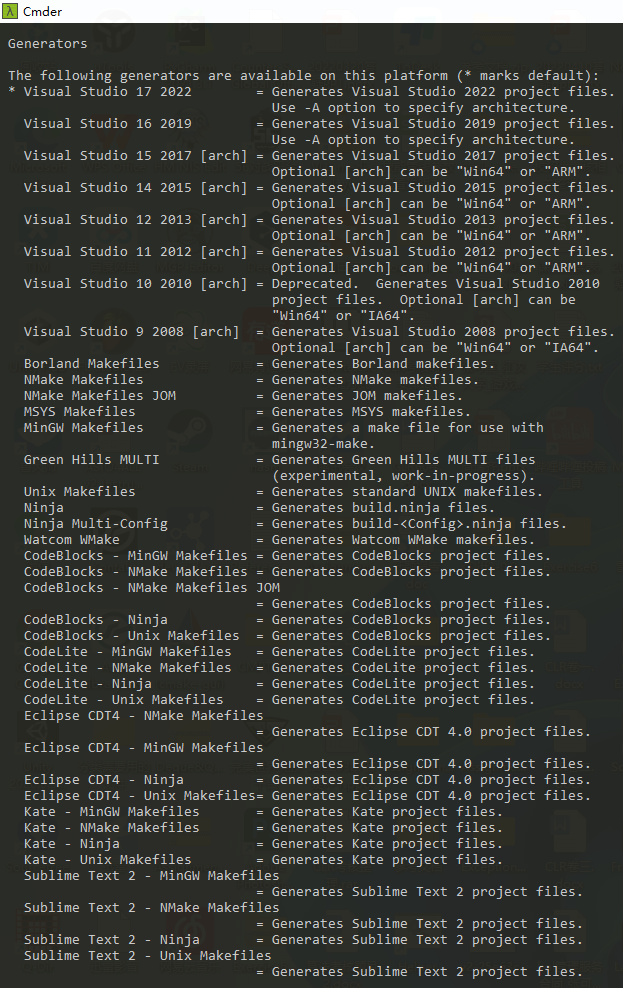 Cmder
Generators
The following generators are available on this platform (* marks default):
* Visual Studio 17 2022        = Generates Visual Studio 2022 project files.
                                 Use -A option to specify architecture.
  Visual Studio 16 2019        = Generates Visual Studio 2019 project files.
                                 Use -A option to specify architecture.
  Visual Studio 15 2017 [arch] = Generates Visual Studio 2017 project files.
                                 Optional [arch] can be "Win64" or "ARM".
  Visual Studio 14 2015 [arch] = Generates Visual Studio 2015 project files.
                                 Optional [arch] can be "Win64" or "ARM".
  Visual Studio 12 2013 [arch] = Generates Visual Studio 2013 project files.
                                 Optional [arch] can be "Win64" or "ARM".
  Visual Studio 11 2012 [arch] = Generates Visual Studio 2012 project files.
                                 Optional [arch] can be "Win64" or "ARM".
  Visual Studio 10 2010 [arch] = Deprecated.  Generates Visual Studio 2010
                                 project files.  Optional [arch] can be
                                 "Win64" or "IA64".
  Visual Studio 9 2008 [arch]  = Generates Visual Studio 2008 project files.
                                 Optional [arch] can be "Win64" or "IA64".
  Borland Makefiles            = Generates Borland makefiles.
  NMake Makefiles              = Generates NMake makefiles.
  NMake Makefiles JOM          = Generates JOM makefiles.
  MSYS Makefiles               = Generates MSYS makefiles.
  MinGW Makefiles              = Generates a make file for use with
                                 mingw32-make.
  Green Hills MULTI            = Generates Green Hills MULTI files
                                 (experimental, work-in-progress).
  Unix Makefiles               = Generates standard UNIX makefiles.
  Ninja                        = Generates build.ninja files.
  Ninja Multi-Config           = Generates build-<Config>.ninja files.
  Watcom WMake                 = Generates Watcom WMake makefiles.
  CodeBlocks - MinGW Makefiles = Generates CodeBlocks project files.
  CodeBlocks - NMake Makefiles = Generates CodeBlocks project files.
  CodeBlocks - NMake Makefiles JOM
                               = Generates CodeBlocks project files.
  CodeBlocks - Ninja           = Generates CodeBlocks project files.
  CodeBlocks - Unix Makefiles  = Generates CodeBlocks project files.
  CodeLite - MinGW Makefiles   = Generates CodeLite project files.
  CodeLite - NMake Makefiles   = Generates CodeLite project files.
  CodeLite - Ninja             = Generates CodeLite project files.
  CodeLite - Unix Makefiles    = Generates CodeLite project files.
  Eclipse CDT4 - NMake Makefiles
                               = Generates Eclipse CDT 4.0 project files.
  Eclipse CDT4 - MinGW Makefiles
                               = Generates Eclipse CDT 4.0 project files.
  Eclipse CDT4 - Ninja         = Generates Eclipse CDT 4.0 project files.
  Eclipse CDT4 - Unix Makefiles= Generates Eclipse CDT 4.0 project files.
  Kate - MinGW Makefiles       = Generates Kate project files.
  Kate - NMake Makefiles       = Generates Kate project files.
  Kate - Ninja                 = Generates Kate project files.
  Kate - Unix Makefiles        = Generates Kate project files.
  Sublime Text 2 - MinGW Makefiles
                               = Generates Sublime Text 2 project files.
  Sublime Text 2 - NMake Makefiles
                               = Generates Sublime Text 2 project files.
  Sublime Text 2 - Ninja       = Generates Sublime Text 2 project files.
  Sublime Text 2 - Unix Makefiles
                               = Generates Sublime Text 2 project files.